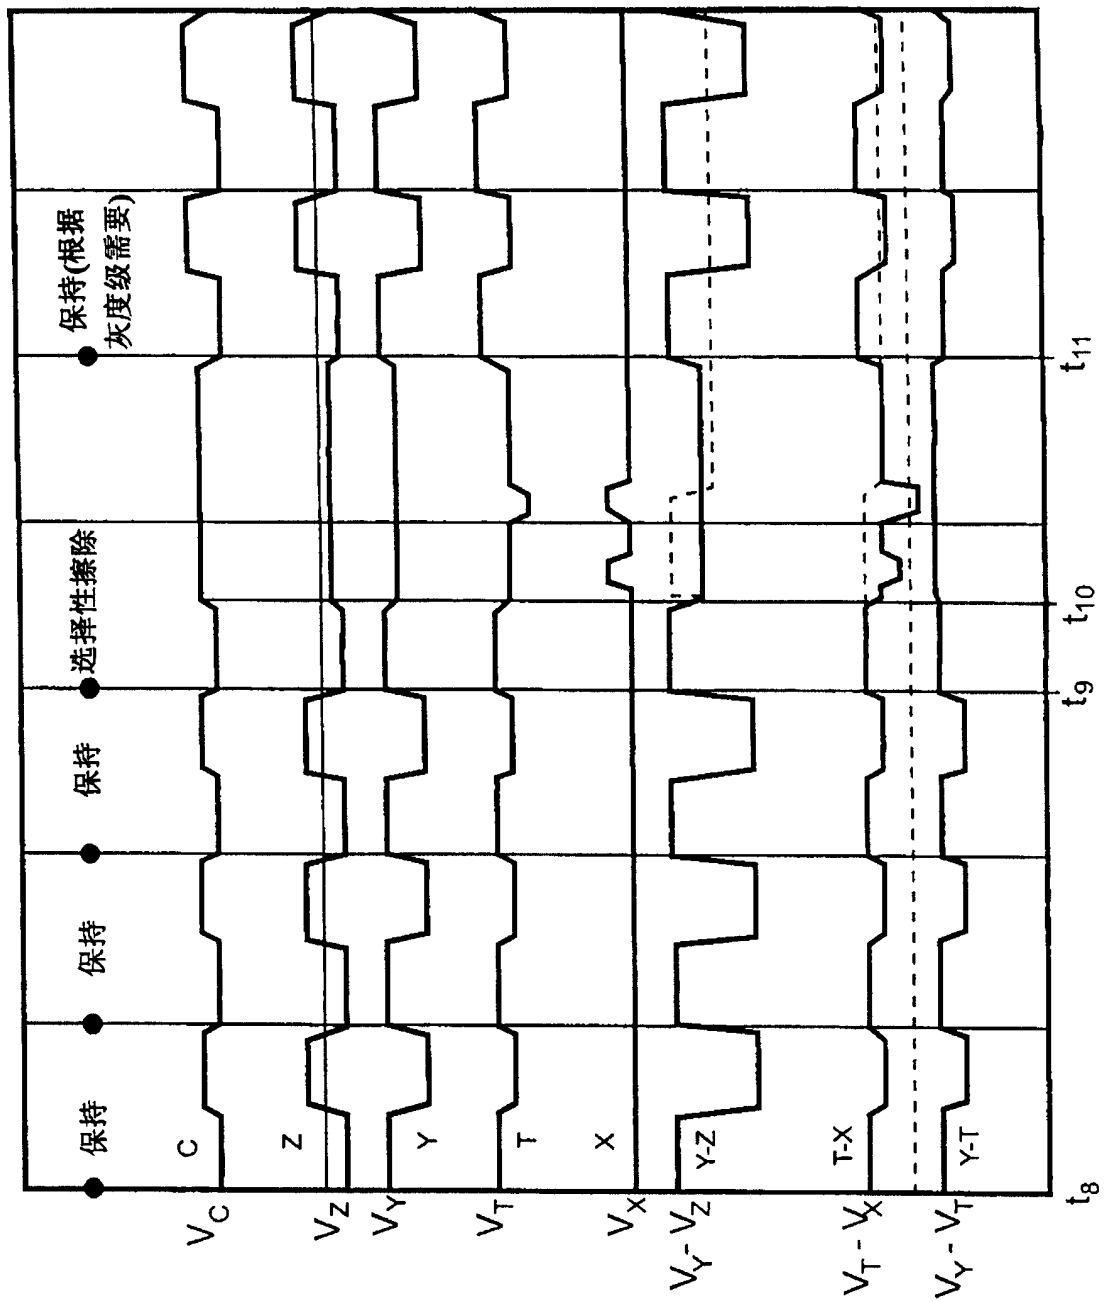 保持
保持
保持
选择性擦除
保持(根据
灰度级需要)
V_C
C
V_Z
Z
V_Y
Y
V_T
T
V_X
X
V_Y - V_Z
Y-Z
V_T - V_X
T-X
V_Y - V_T
Y-T
t_8
t_9
t_10
t_11